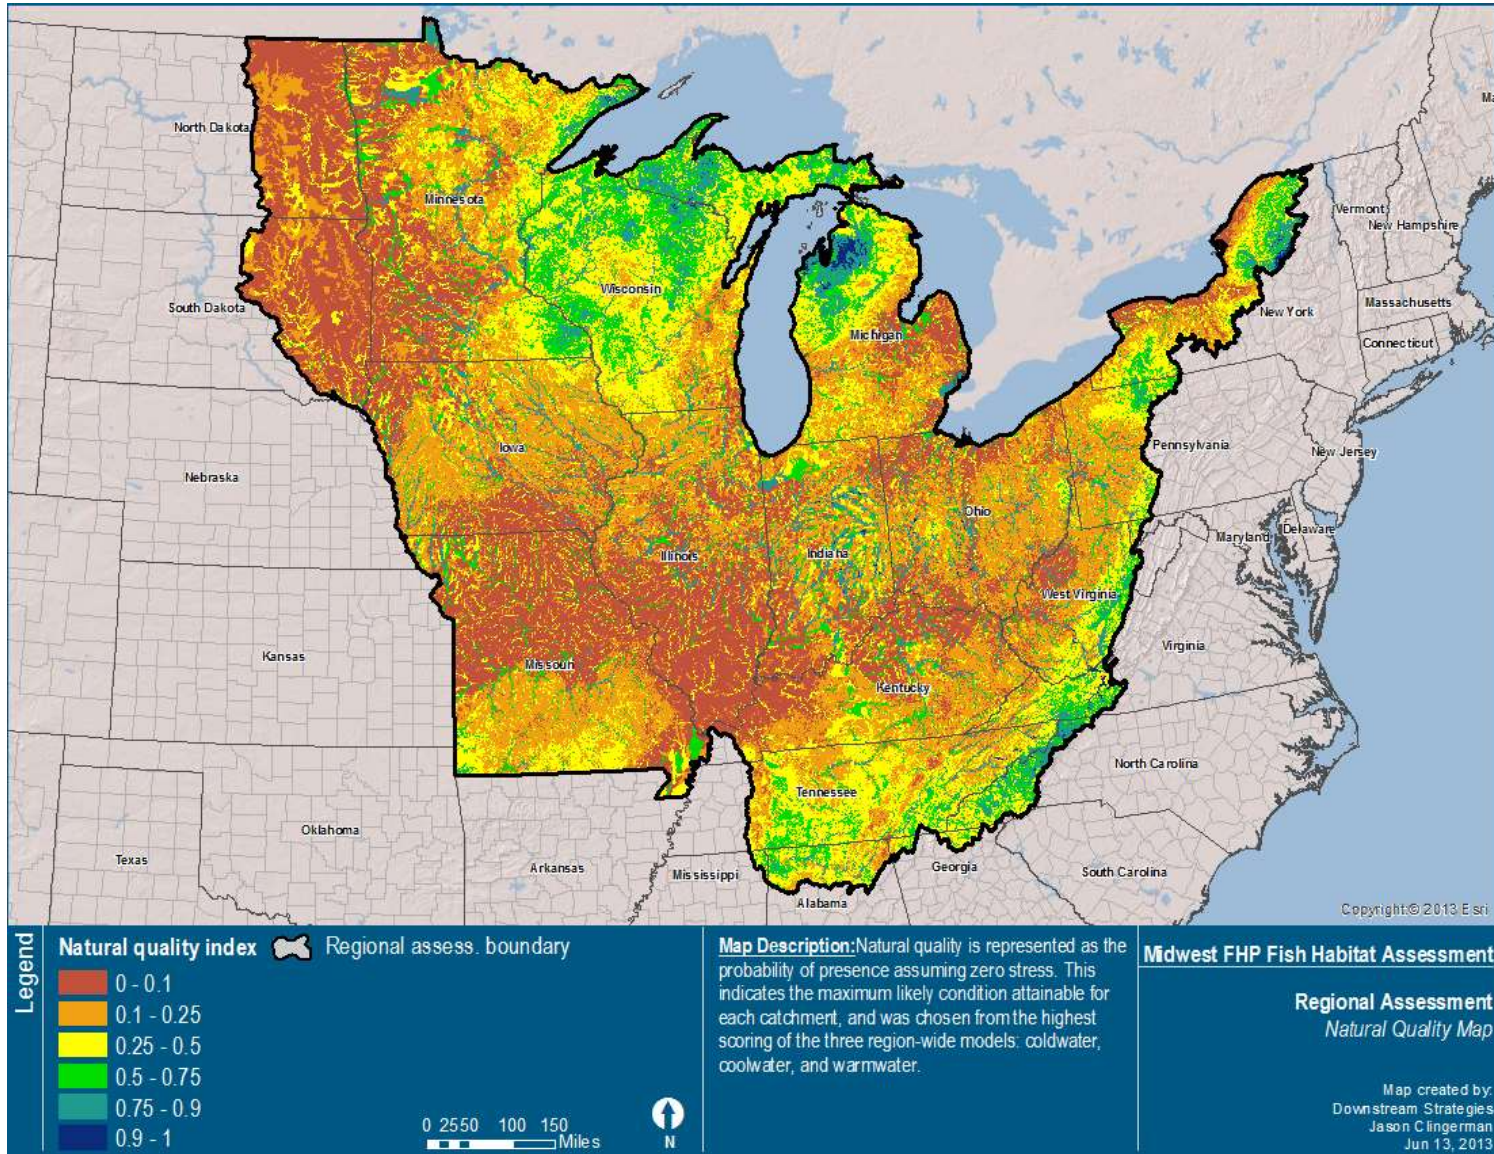 Ma
North Dakota
Minnesota
Vermont
New Hampshire
Wisconsin
South Dakota
Massachusetts
New York
Michigan
Connecticut
Iowa
Pennsylvania
New Jersey
Nebraska
Ohio
Delaware
Maryland
Illinois
Indiana
West Virginia
Virginia
Kansas
Missouri
Kentucky
North Carolina
Tennessee
Oklahoma
Texas
Arkansas
Mississippi
Georgia
South Carolina
Alabama
Copyright:© 2013 Esri
Legend
Natural quality index
Regional assess. boundary
0 - 0.1
0.1 - 0.25
0.25 - 0.5
0.5 - 0.75
0.75 - 0.9
0.9 - 1
0 25 50 100 150
Miles
N
Map Description:Natural quality is represented as the
probability of presence assuming zero stress. This
indicates the maximum likely condition attainable for
each catchment, and was chosen from the highest
scoring of the three region-wide models: coldwater,
coolwater, and warmwater.
Midwest FHP Fish Habitat Assessment
Regional Assessment
Natural Quality Map
Map created by:
Downstream Strategies
Jason Clingerman
Jun 13, 2013